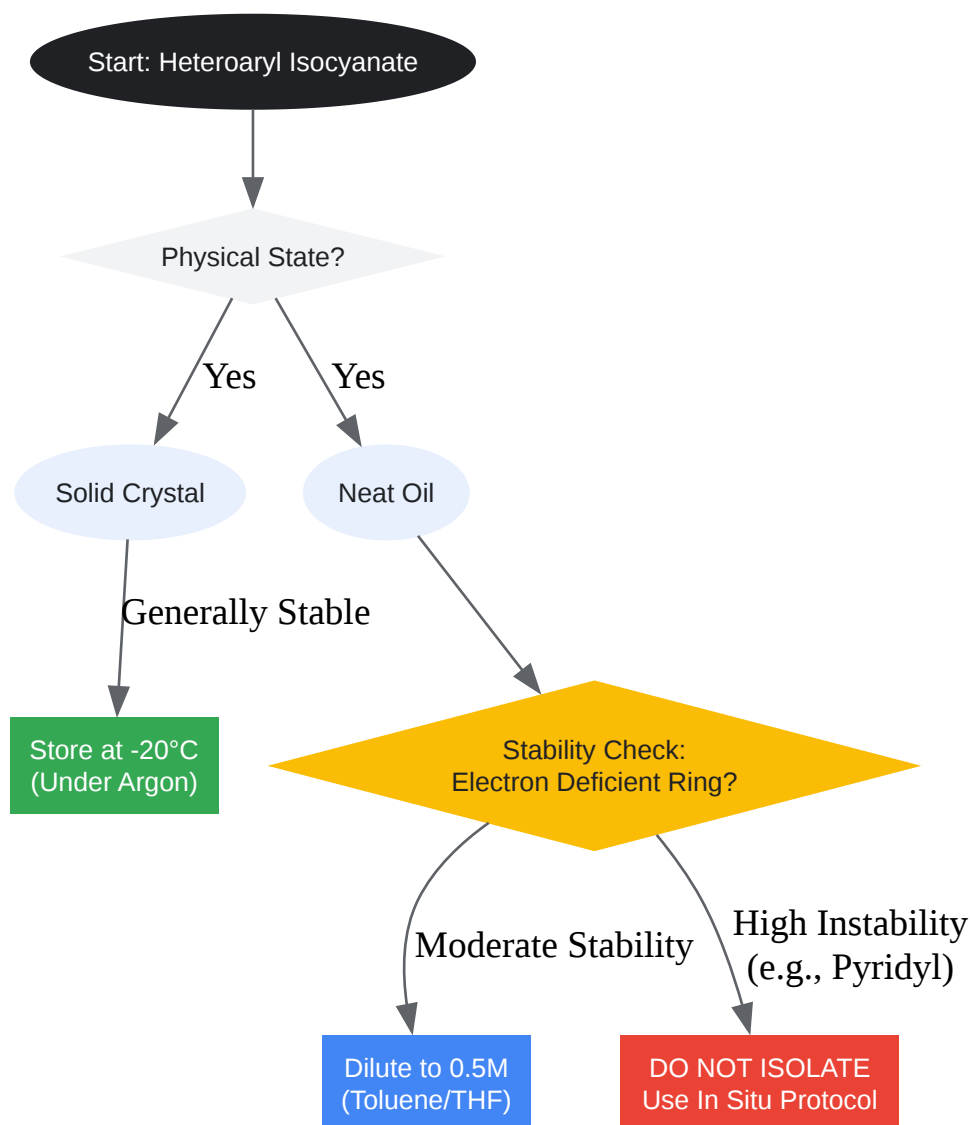 Start: Heteroaryl Isocyanate
Physical State?
Yes
Yes
Solid Crystal
Neat Oil
Generally Stable
Store at -20°C
(Under Argon)
Stability Check:
Electron Deficient Ring?
Moderate Stability
High Instability
(e.g., Pyridyl)
Dilute to 0.5M
(Toluene/THF)
DO NOT ISOLATE
Use In Situ Protocol